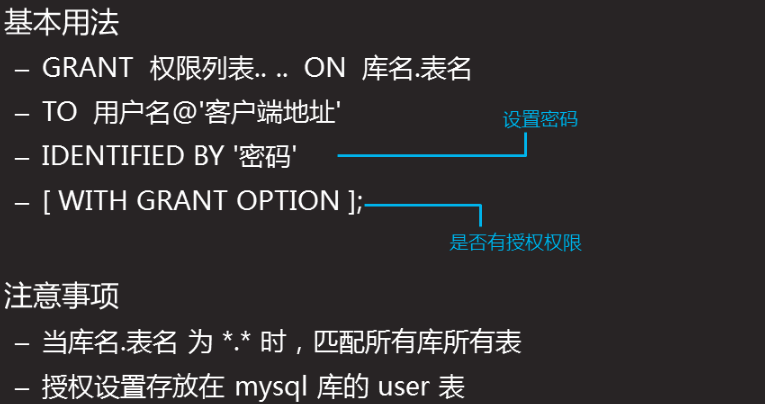 基本用法
– GRANT 权限列表.. .. ON 库名.表名
– TO 用户名@'客户端地址'
设置密码
– IDENTIFIED BY '密码'
– [ WITH GRANT OPTION ];
是否有授权权限
注意事项
– 当库名.表名 为 *.* 时，匹配所有库所有表
– 授权设置存放在 mysql 库的 user 表